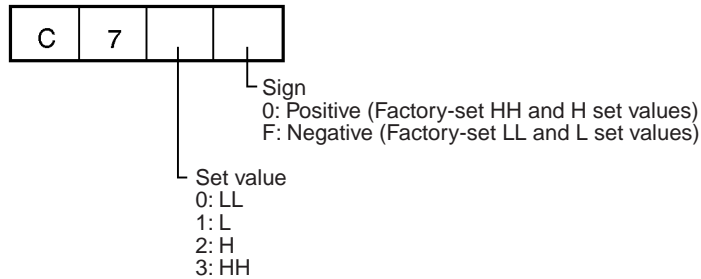 C 7
Sign
0: Positive (Factory-set HH and H set values)
F: Negative (Factory-set LL and L set values)
Set value
0: LL
1: L
2: H
3: HH